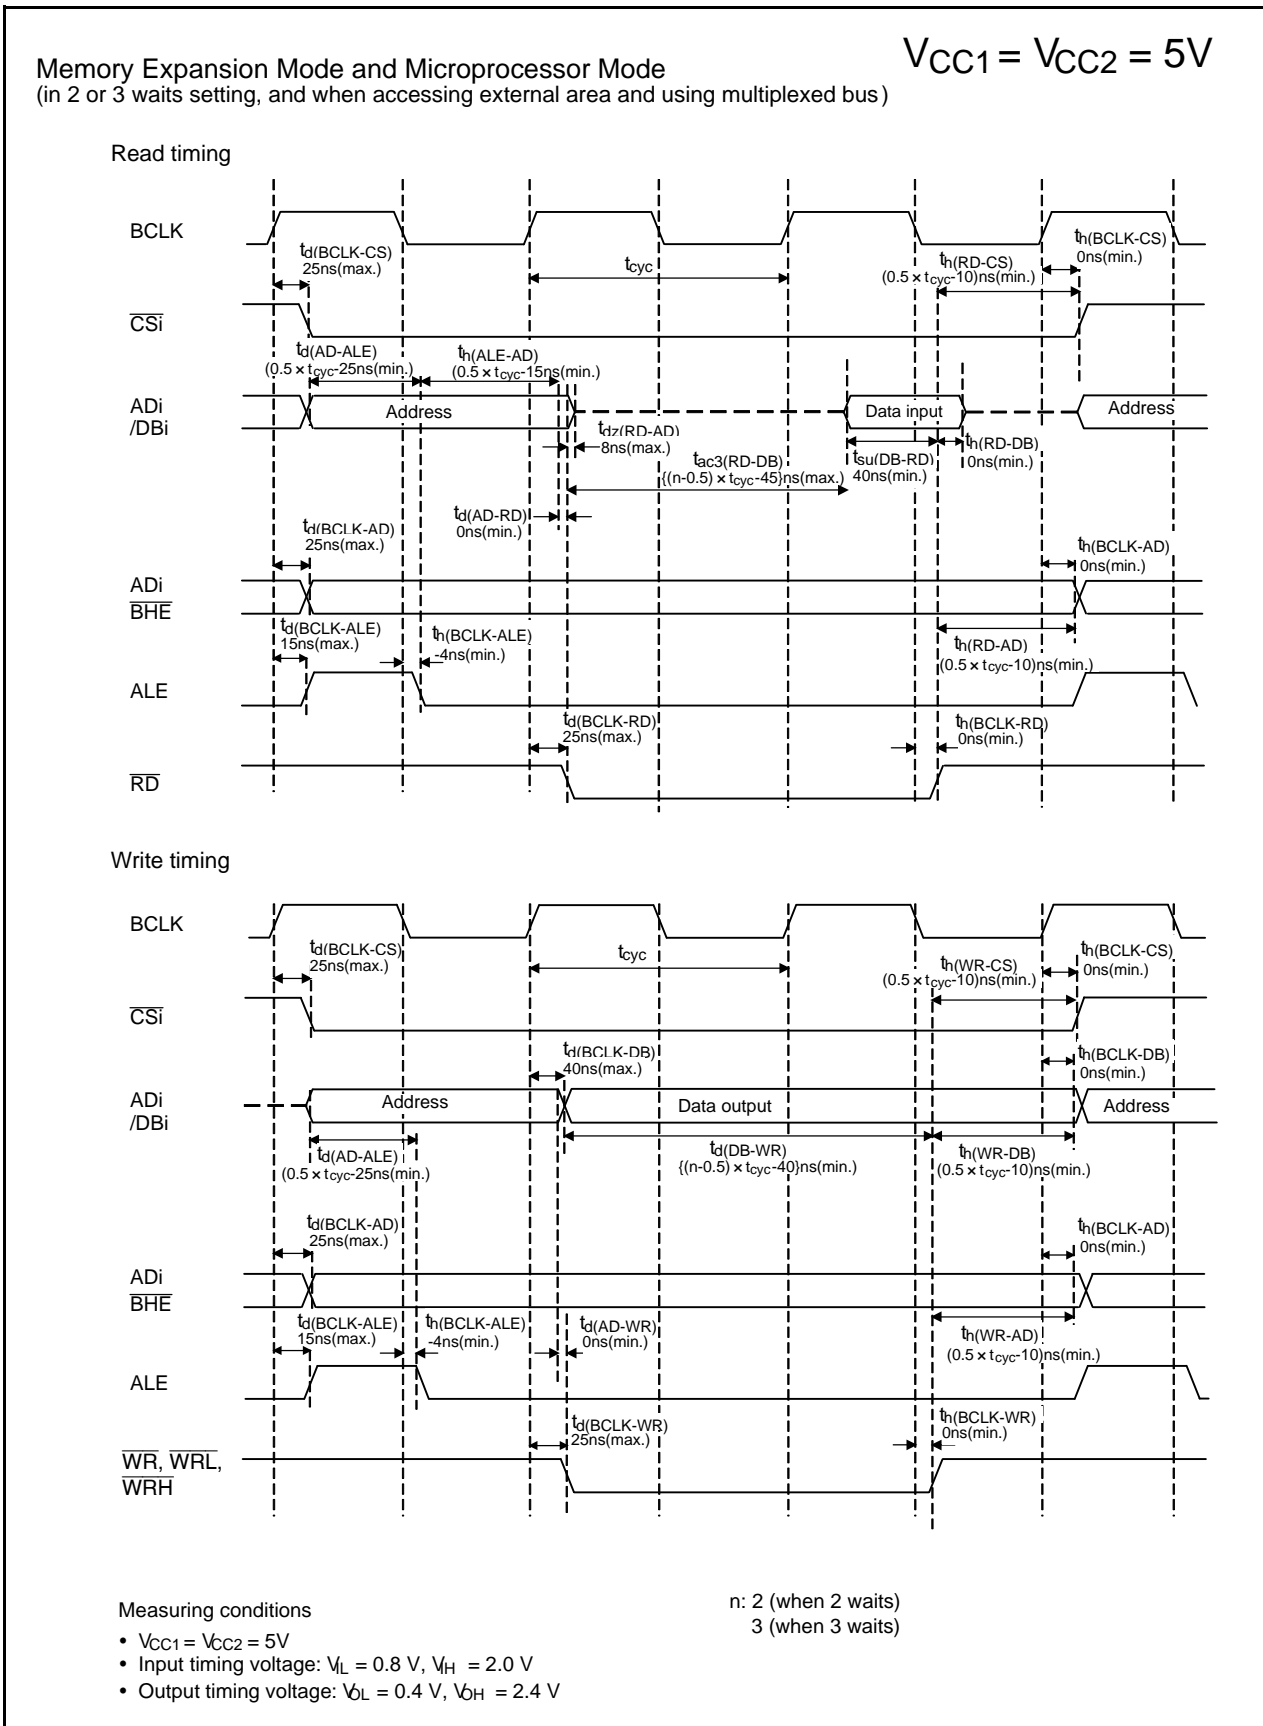 VCC1 = VCC2 = 5V
Memory Expansion Mode and Microprocessor Mode
(in 2 or 3 waits setting, and when accessing external area and using multiplexed bus)
Read timing
BCLK
td(BCLK-CS)
25ns(max.)
tcyc
th(RD-CS)
(0.5 × tcyc-10)ns(min.)
th(BCLK-CS)
0ns(min.)
CSi
td(AD-ALE)
(0.5 × tcyc-25ns(min.)
th(ALE-AD)
(0.5 × tcyc-15ns(min.)
ADi
/DBi
Address
Data input
Address
tdz(RD-AD)
8ns(max.)
tac3(RD-DB)
{(n-0.5) × tcyc-45}ns(max.)
tsu(DB-RD)
40ns(min.)
th(RD-DB)
0ns(min.)
td(AD-RD)
0ns(min.)
td(BCLK-AD)
25ns(max.)
th(BCLK-AD)
0ns(min.)
ADi
BHE
td(BCLK-ALE)
15ns(max.)
th(BCLK-ALE)
-4ns(min.)
th(RD-AD)
(0.5 × tcyc-10)ns(min.)
ALE
td(BCLK-RD)
25ns(max.)
th(BCLK-RD)
0ns(min.)
RD
Write timing
BCLK
td(BCLK-CS)
25ns(max.)
tcyc
th(WR-CS)
(0.5 × tcyc-10)ns(min.)
th(BCLK-CS)
0ns(min.)
CSi
td(BCLK-DB)
40ns(max.)
th(BCLK-DB)
0ns(min.)
ADi
/DBi
Address
Data output
Address
td(AD-ALE)
(0.5 × tcyc-25ns(min.)
td(DB-WR)
{(n-0.5) × tcyc-40}ns(min.)
th(WR-DB)
(0.5 × tcyc-10)ns(min.)
td(BCLK-AD)
25ns(max.)
th(BCLK-AD)
0ns(min.)
ADi
BHE
td(BCLK-ALE)
15ns(max.)
th(BCLK-ALE)
-4ns(min.)
td(AD-WR)
0ns(min.)
th(WR-AD)
(0.5 × tcyc-10)ns(min.)
ALE
td(BCLK-WR)
25ns(max.)
th(BCLK-WR)
0ns(min.)
WR, WRL,
WRH
Measuring conditions
• VCC1 = VCC2 = 5V
• Input timing voltage: VIL = 0.8 V, VIH = 2.0 V
• Output timing voltage: VOL = 0.4 V, VOH = 2.4 V
n: 2 (when 2 waits)
3 (when 3 waits)